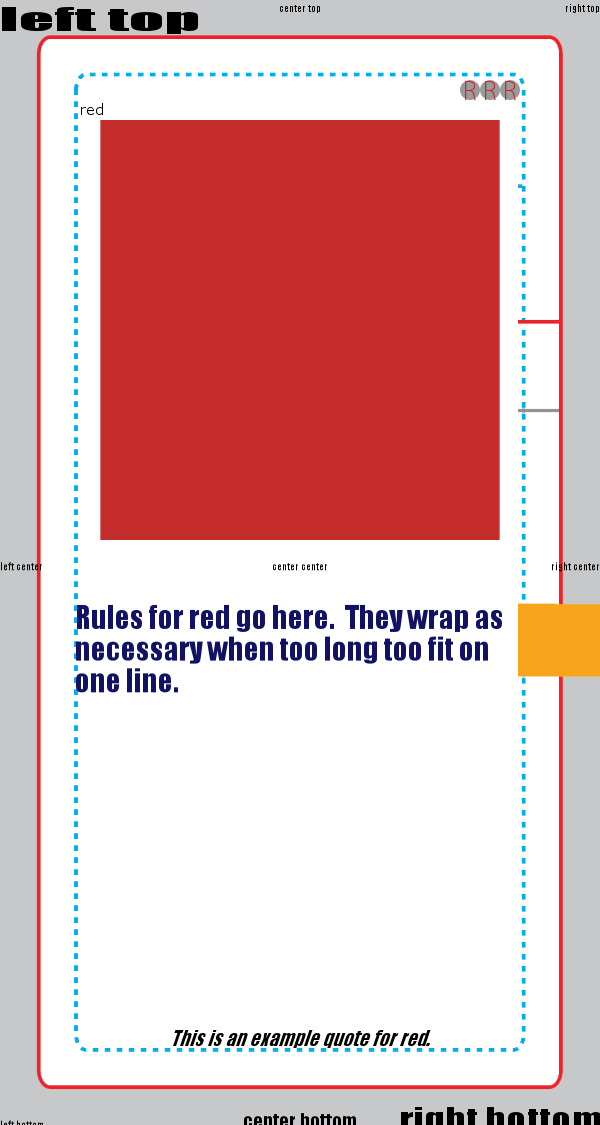 left top
center top
right top
R R R
red
left center
center center
right center
Rules for red go here.  They wrap as
necessary when too long too fit on
one line.
This is an example quote for red.
left bottom
center bottom
right bottom